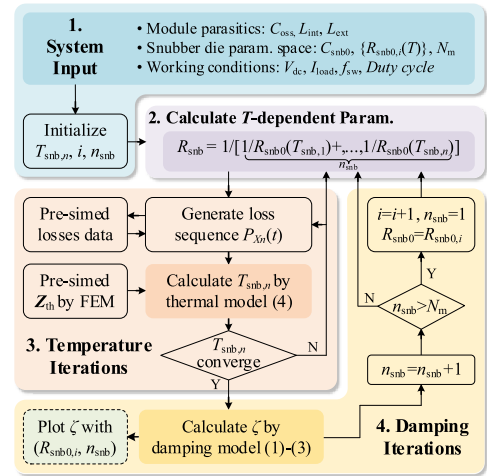 1.
System
Input
• Module parasitics: Coss, Lint, Lext
• Snubber die param. space: Csnb0, {Rsnb0,i(T)}, Nm
• Working conditions: Vdc, Iload, fsw, Duty cycle
Initialize
Tsnb,n, i, nsnb
2. Calculate T-dependent Param.
Rsnb = 1/[1/Rsnb0(Tsnb,1)+,...,1/Rsnb0(Tsnb,n)]
nsnb
Pre-simed
losses data
Generate loss
sequence PXn(t)
i=i+1, nsnb=1
Rsnb0=Rsnb0,i
Pre-simed
Zth by FEM
Calculate Tsnb,n by
thermal model (4)
Y
N
nsnb>Nm
3. Temperature
Iterations
Tsnb,n
converge
N
Y
nsnb=nsnb+1
Plot ζ with
(Rsnb0,i, nsnb)
Calculate ζ by
damping model (1)-(3)
4. Damping
Iterations